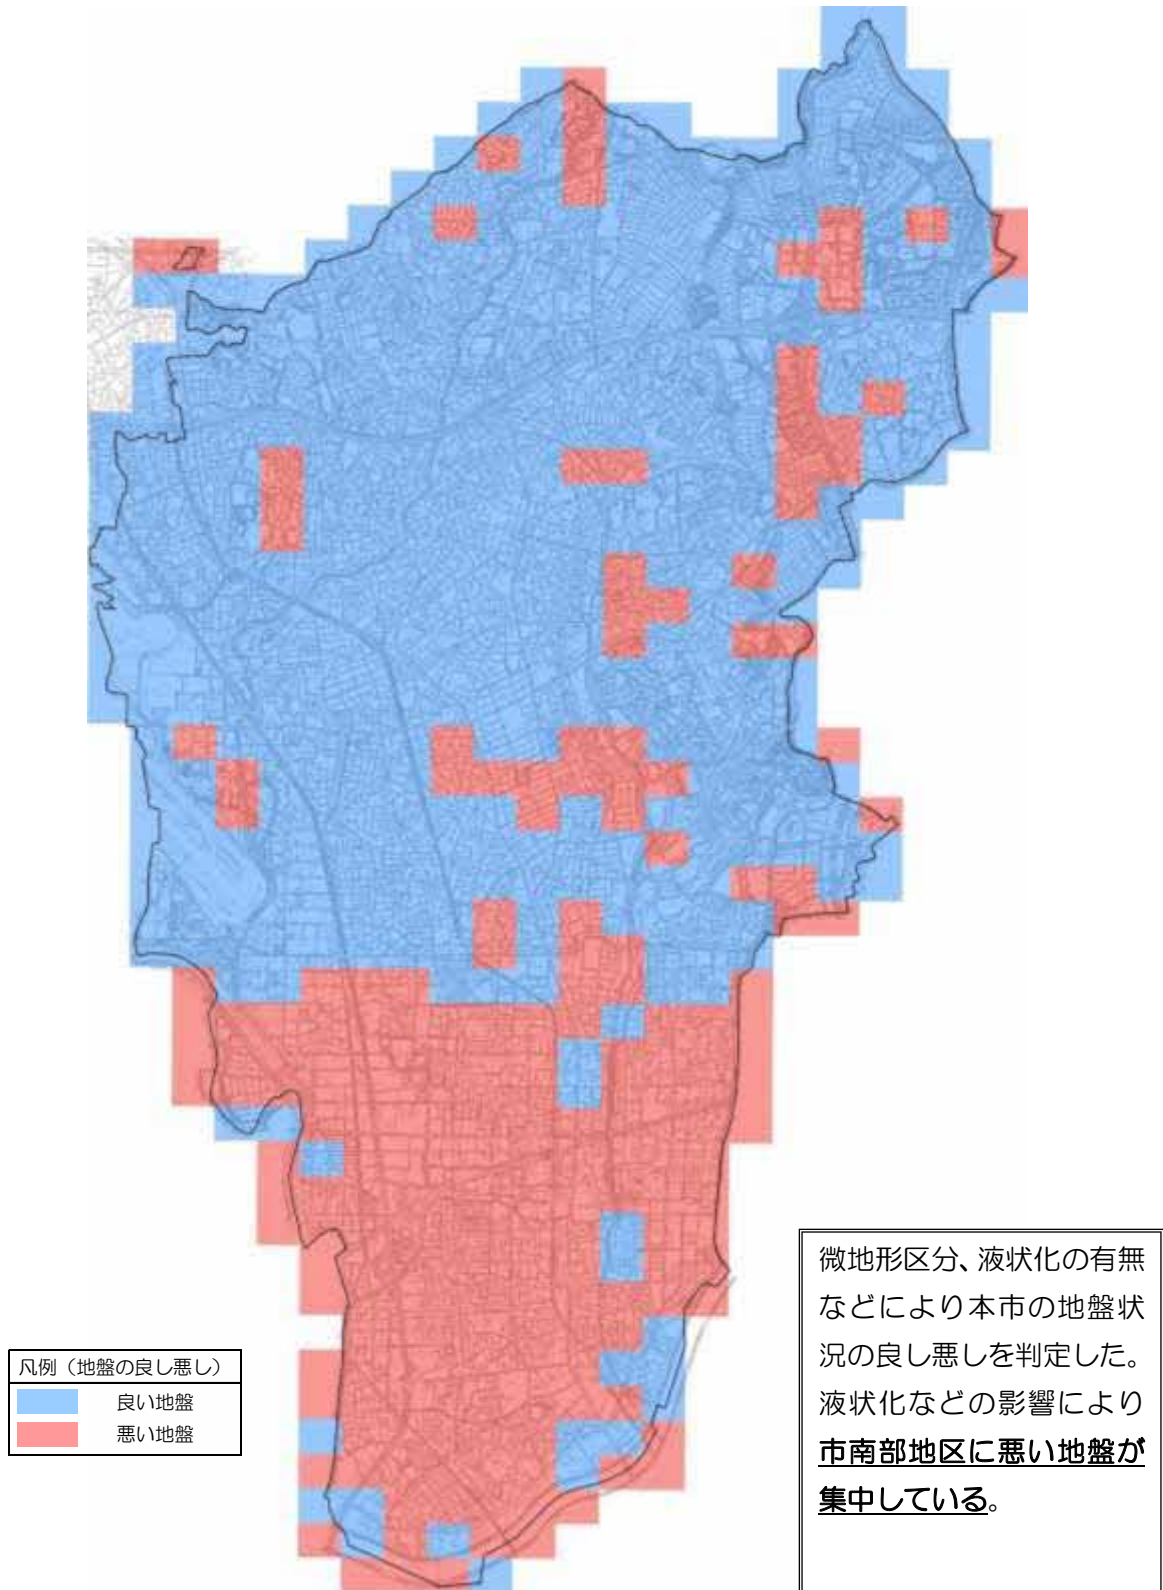 微地形区分、液状化の有無
などにより本市の地盤状
況の良し悪しを判定した。
液状化などの影響により
市南部地区に悪い地盤が
集中している。
凡例（地盤の良し悪し）
良い地盤
悪い地盤